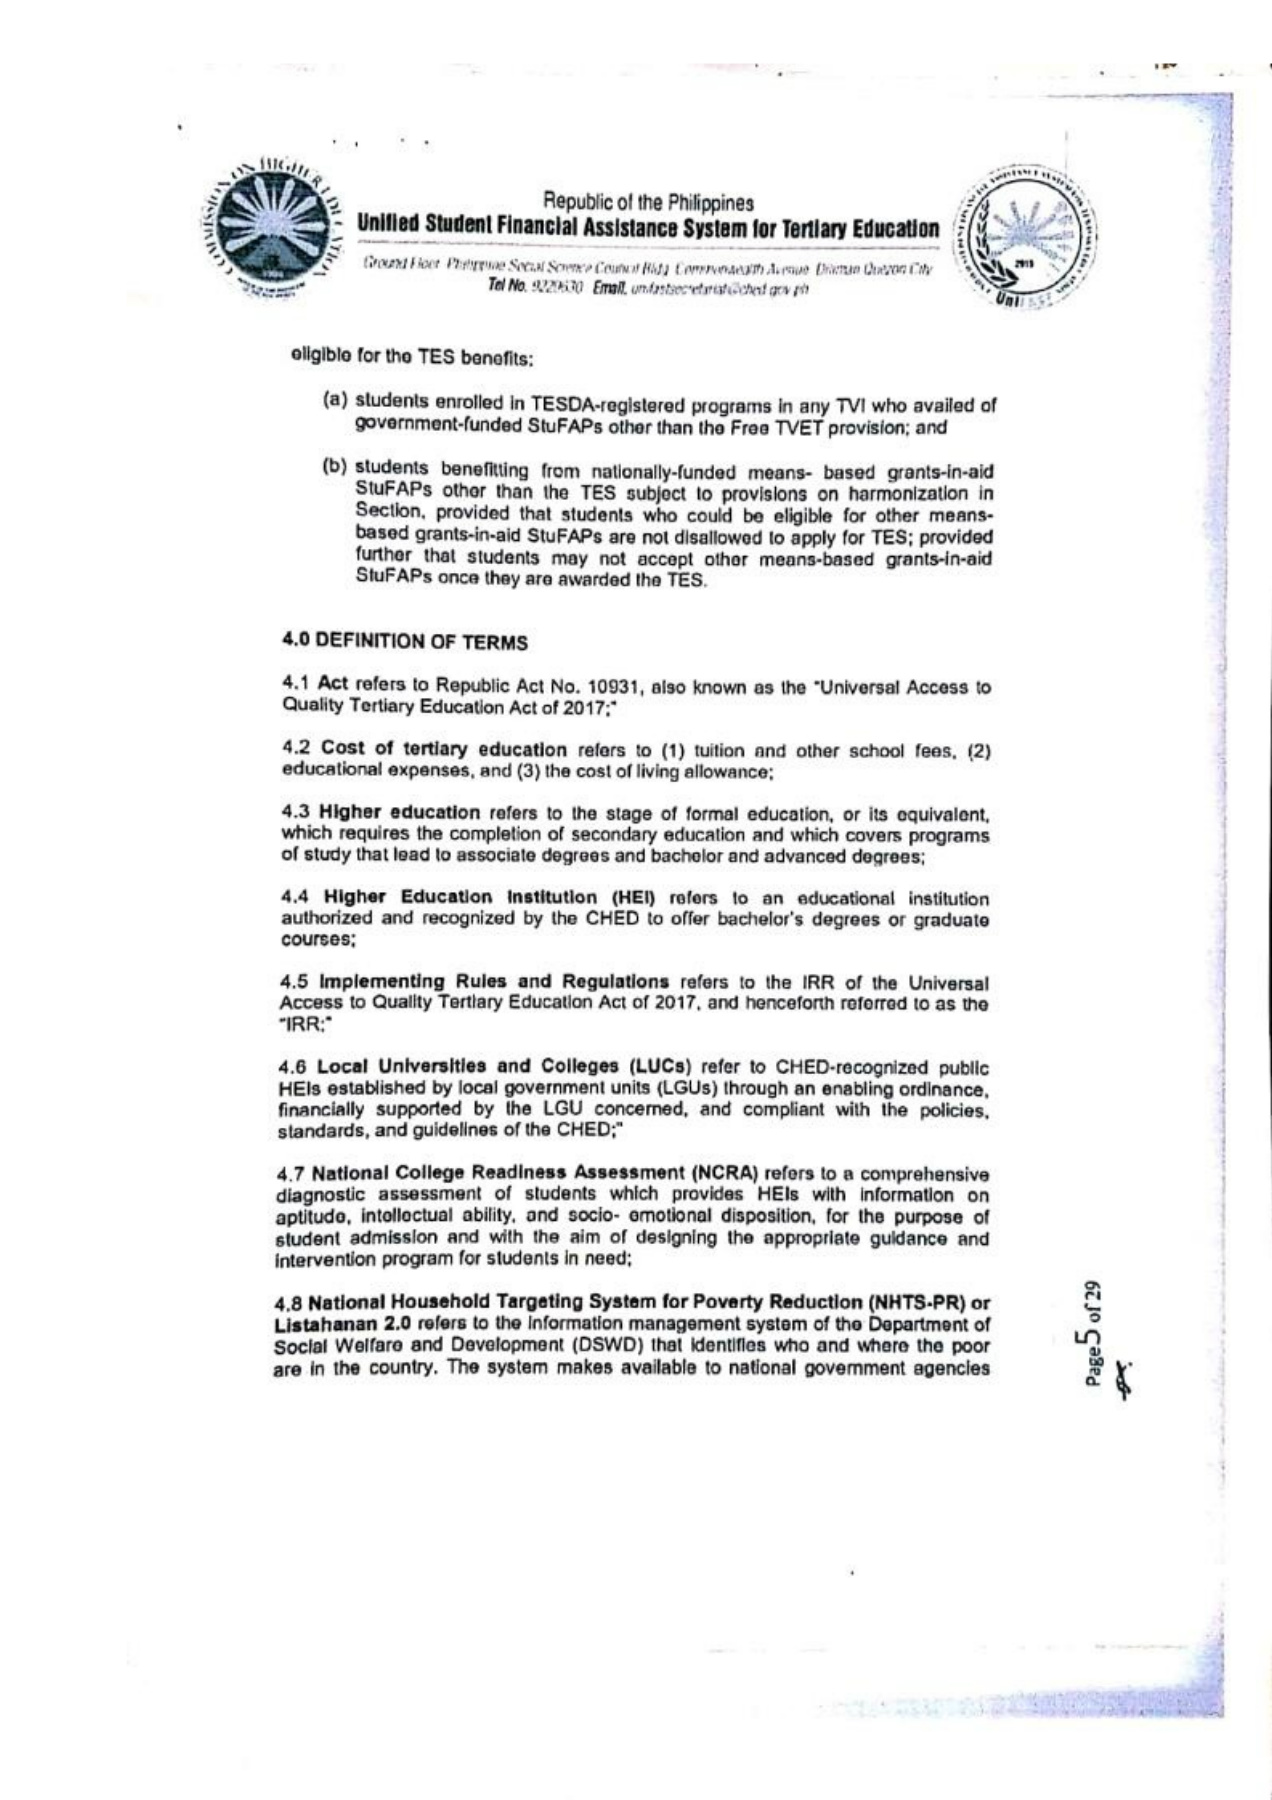 COMMISSION ON HIGHER EDUCATION
Republic of the Philippines
Unified Student Financial Assistance System for Tertiary Education
Ground Floor Philippine Social Science Council Bldg Commonwealth Avenue Diliman Quezon City
Tel No. 9229630 Email. unifastsecretariat@ched.gov.ph
2015
UniFAST
eligible for the TES benefits:
(a) students enrolled in TESDA-registered programs in any TVI who availed of
government-funded StuFAPs other than the Free TVET provision; and
(b) students benefitting from nationally-funded means- based grants-in-aid
StuFAPs other than the TES subject to provisions on harmonization in
Section, provided that students who could be eligible for other means-
based grants-in-aid StuFAPs are not disallowed to apply for TES; provided
further that students may not accept other means-based grants-in-aid
StuFAPs once they are awarded the TES.
4.0 DEFINITION OF TERMS
4.1 Act refers to Republic Act No. 10931, also known as the "Universal Access to
Quality Tertiary Education Act of 2017;"
4.2 Cost of tertiary education refers to (1) tuition and other school fees, (2)
educational expenses, and (3) the cost of living allowance;
4.3 Higher education refers to the stage of formal education, or its equivalent,
which requires the completion of secondary education and which covers programs
of study that lead to associate degrees and bachelor and advanced degrees;
4.4 Higher Education Institution (HEI) refers to an educational institution
authorized and recognized by the CHED to offer bachelor's degrees or graduate
courses;
4.5 Implementing Rules and Regulations refers to the IRR of the Universal
Access to Quality Tertiary Education Act of 2017, and henceforth referred to as the
"IRR;"
4.6 Local Universities and Colleges (LUCs) refer to CHED-recognized public
HEIs established by local government units (LGUs) through an enabling ordinance,
financially supported by the LGU concerned, and compliant with the policies,
standards, and guidelines of the CHED;"
4.7 National College Readiness Assessment (NCRA) refers to a comprehensive
diagnostic assessment of students which provides HEIs with information on
aptitude, intellectual ability, and socio- emotional disposition, for the purpose of
student admission and with the aim of designing the appropriate guidance and
intervention program for students in need;
4.8 National Household Targeting System for Poverty Reduction (NHTS-PR) or
Listahanan 2.0 refers to the information management system of the Department of
Social Welfare and Development (DSWD) that identifies who and where the poor
are in the country. The system makes available to national government agencies
Page 5 of 29